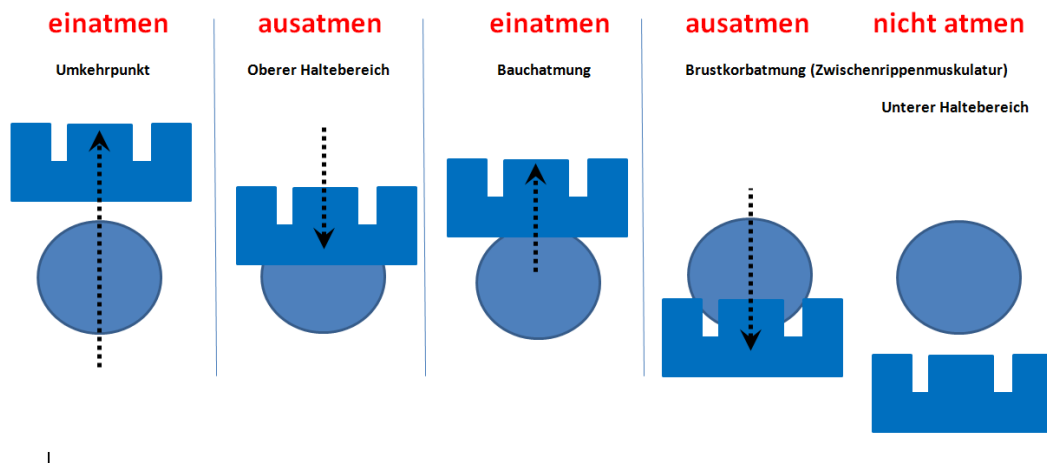 einatmen ausatmen einatmen ausatmen nicht atmen
Umkehrpunkt Oberer Haltebereich Bauchatmung Brustkorbatmung (Zwischenrippenmuskulatur)
Unterer Haltebereich